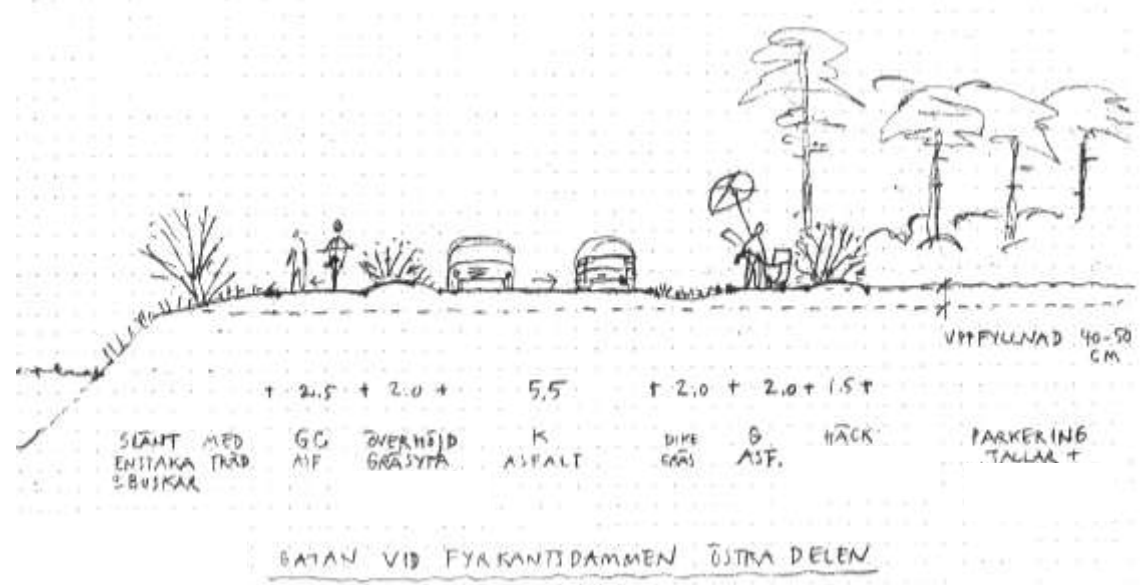 UPPFYLLNAD 40-50
CM
2.5 2.0 5,5 2.0 2.0 1.5
SLÄNT MED
ENSTAKA TRÄD
& BUSKAR
GC
ASF
ÖVERHÖJD
GRÄSYTA
K
ASFALT
DIKE
GRÄS
G
ASF.
HÄCK
PARKERING
TALLAR +
GATAN VID FYRKANTSDAMMEN ÖSTRA DELEN